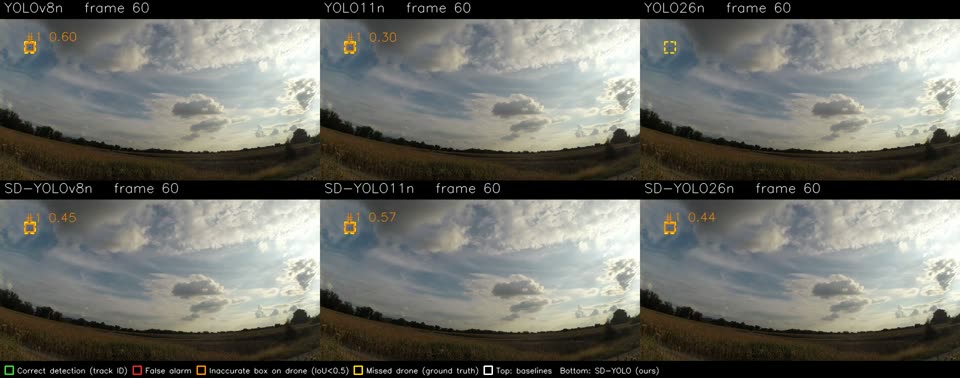 YOLOv8n frame 60
YOLO11n frame 60
YOLO26n frame 60
#1 0.60
#1 0.30
SD-YOLOv8n frame 60
SD-YOLO11n frame 60
SD-YOLO26n frame 60
#1 0.45
#1 0.57
#1 0.44
Correct detection (track ID) False alarm Inaccurate box on drone (IoU<0.5) Missed drone (ground truth) Top: baselines Bottom: SD-YOLO (ours)